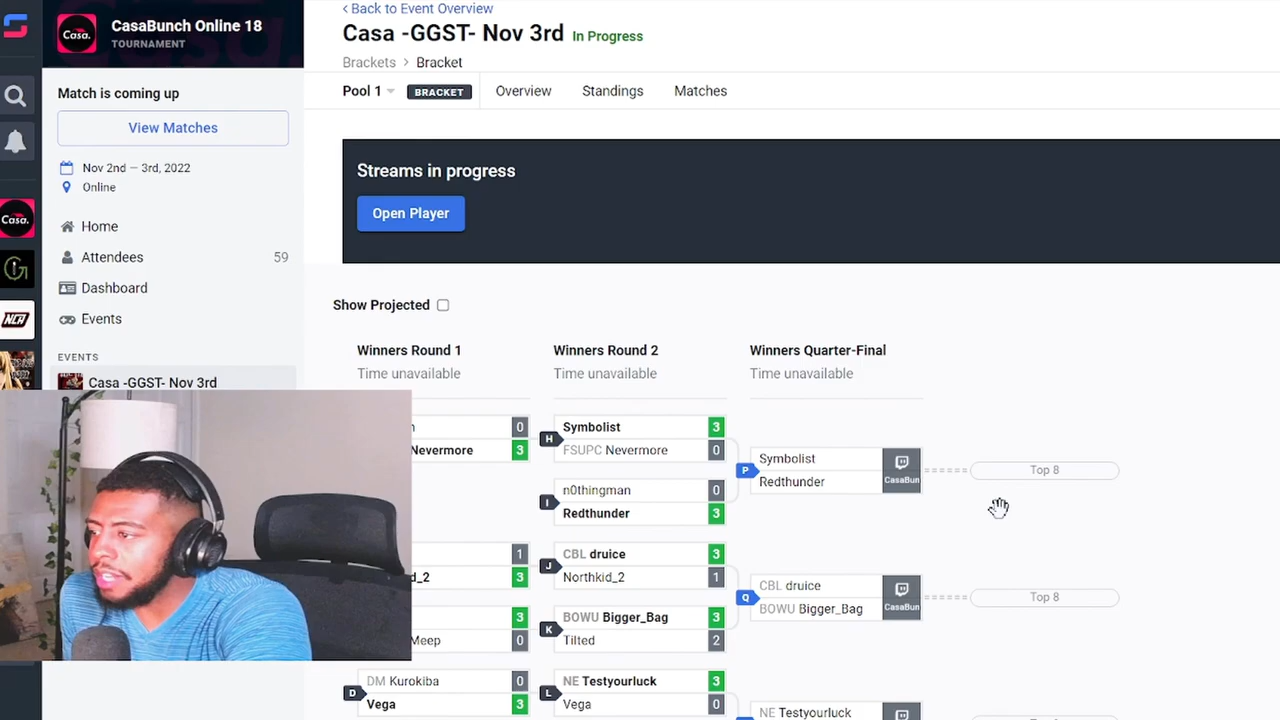 CasaBunch Online 18
Casa.
TOURNAMENT
Match is coming up
View Matches
Nov 2nd — 3rd, 2022
Online
Casa.
Home
Attendees 59
Dashboard
NCR
Events
EVENTS
Casa -GGST- Nov 3rd
‹ Back to Event Overview
Casa -GGST- Nov 3rd In Progress
Brackets > Bracket
Pool 1 BRACKET Overview Standings Matches
Streams in progress
Open Player
Show Projected
Winners Round 1
Time unavailable
0
Nevermore 3
1
d_2 3
3
Meep 0
D
DM Kurokiba 0
Vega 3
Winners Round 2
Time unavailable
H
Symbolist 3
FSUPC Nevermore 0
I
n0thingman 0
Redthunder 3
J
CBL druice 3
Northkid_2 1
K
BOWU Bigger_Bag 3
Tilted 2
L
NE Testyourluck 3
Vega 0
Winners Quarter-Final
Time unavailable
P
Symbolist
Redthunder
CasaBun
Top 8
Q
CBL druice
BOWU Bigger_Bag
CasaBun
Top 8
NE Testyourluck